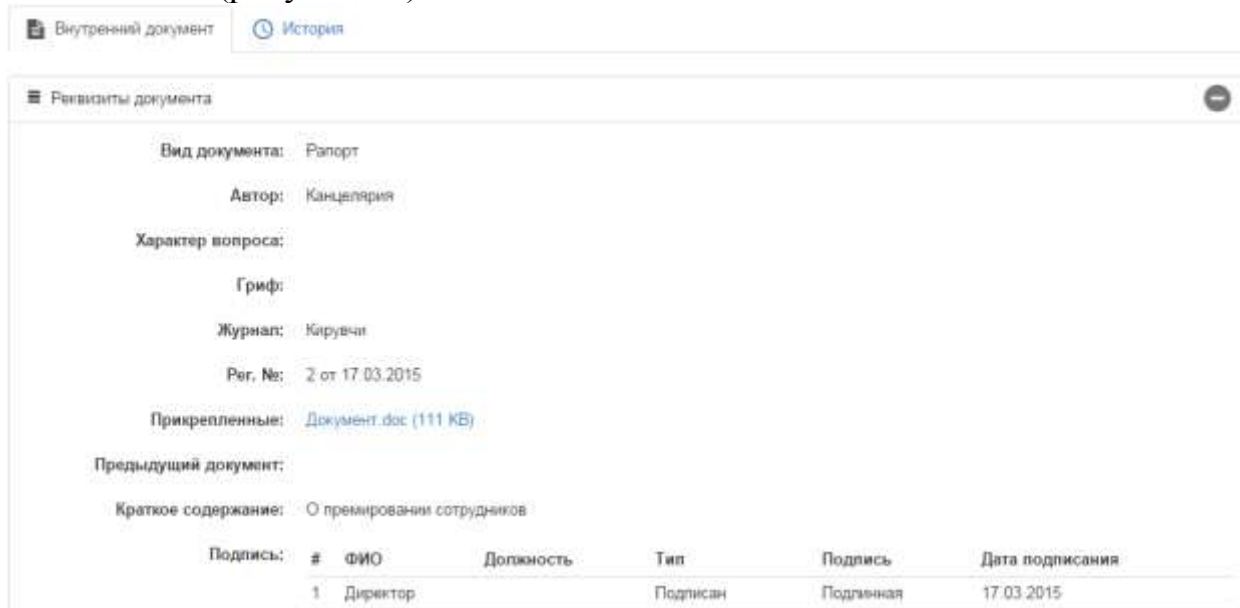 Внутренний документ История
Реквизиты документа
Вид документа: Рапорт
Автор: Канцелярия
Характер вопроса:
Гриф:
Журнал: Кирувчи
Рег. №: 2 от 17.03.2015
Прикрепленные: Документ.doc (111 KB)
Предыдущий документ:
Краткое содержание: О премировании сотрудников
Подпись: # ФИО Должность Тип Подпись Дата подписания
1 Директор Подписан Подлинная 17.03.2015